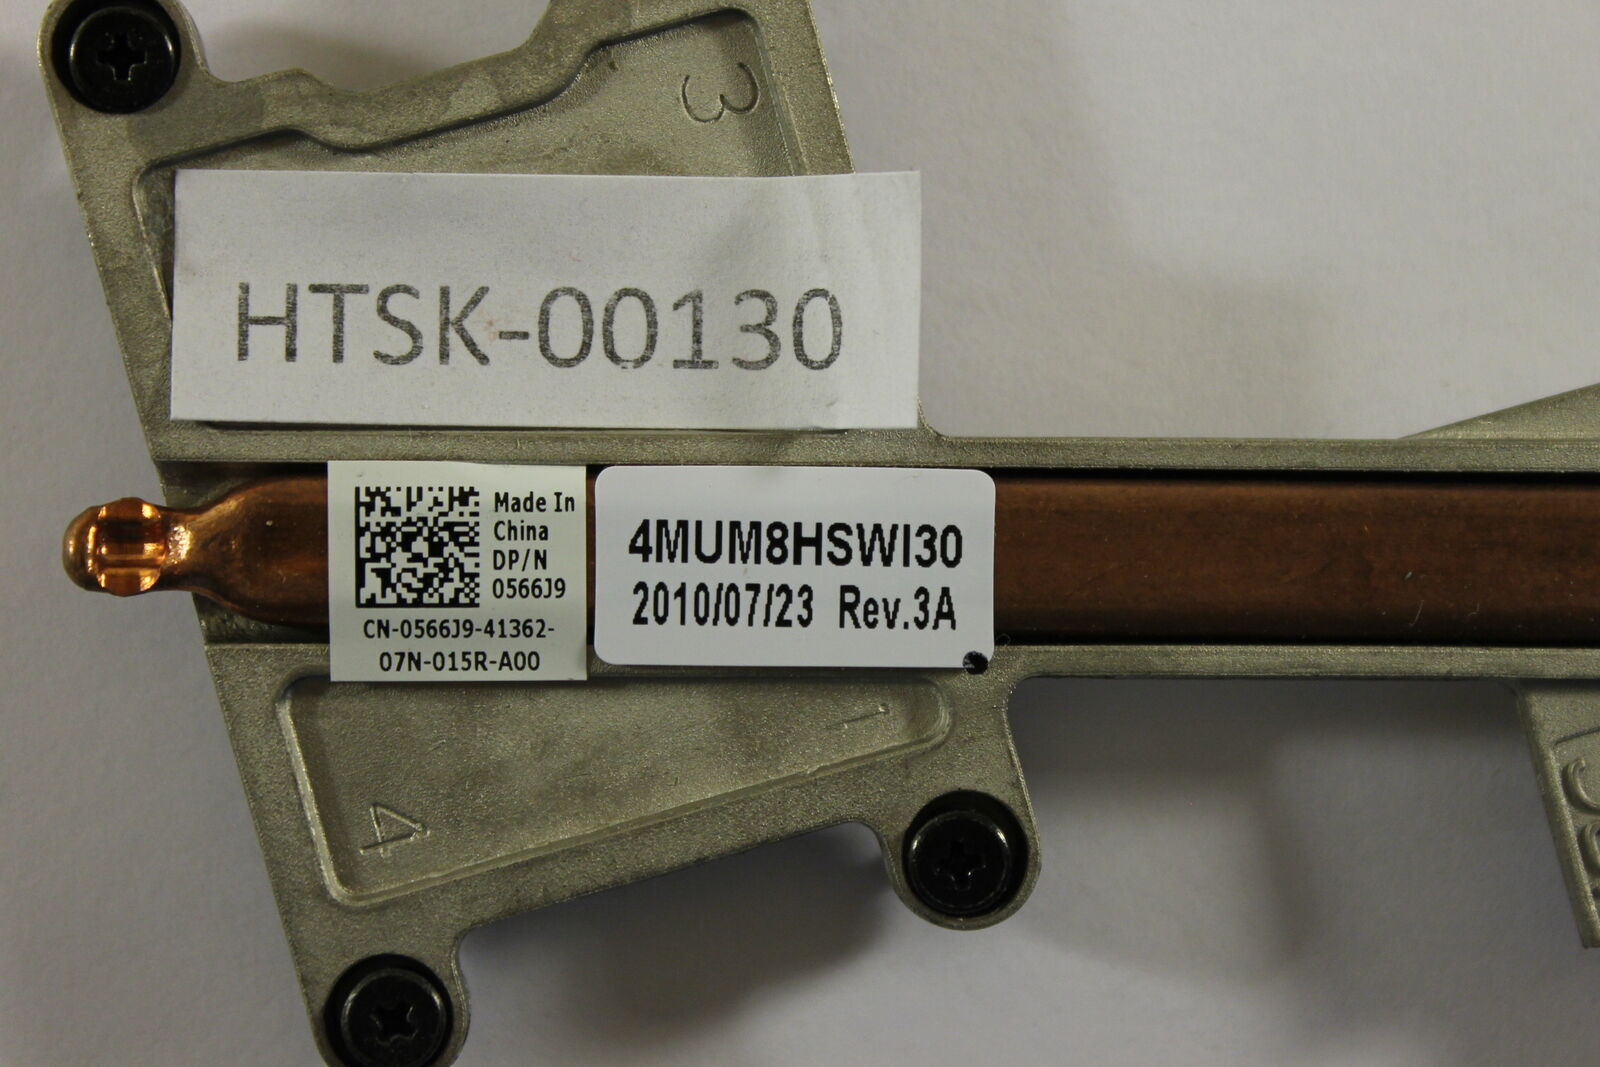 3
HTSK-00130
Made In
China
DP/N
0566J9
CN-0566J9-41362-
07N-015R-A00
4MUM8HSWI30
2010/07/23 Rev.3A
1
4